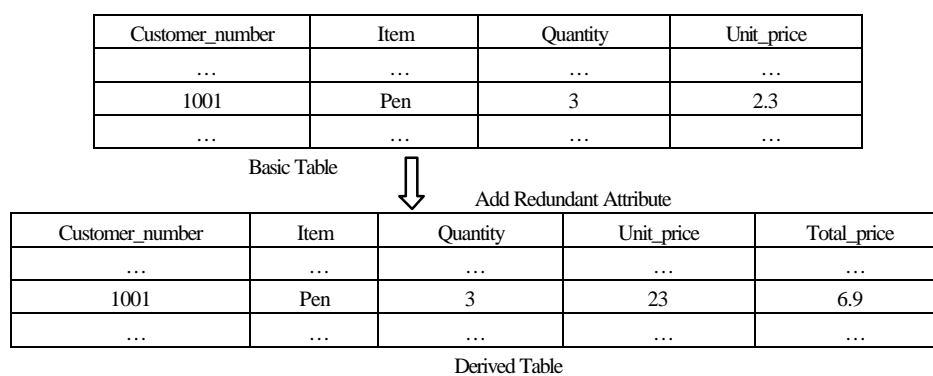 Customer_number Item Quantity Unit_price
… … … …
1001 Pen 3 2.3
… … … …
Basic Table
Add Redundant Attribute
Customer_number Item Quantity Unit_price Total_price
… … … … …
1001 Pen 3 23 6.9
… … … … …
Derived Table